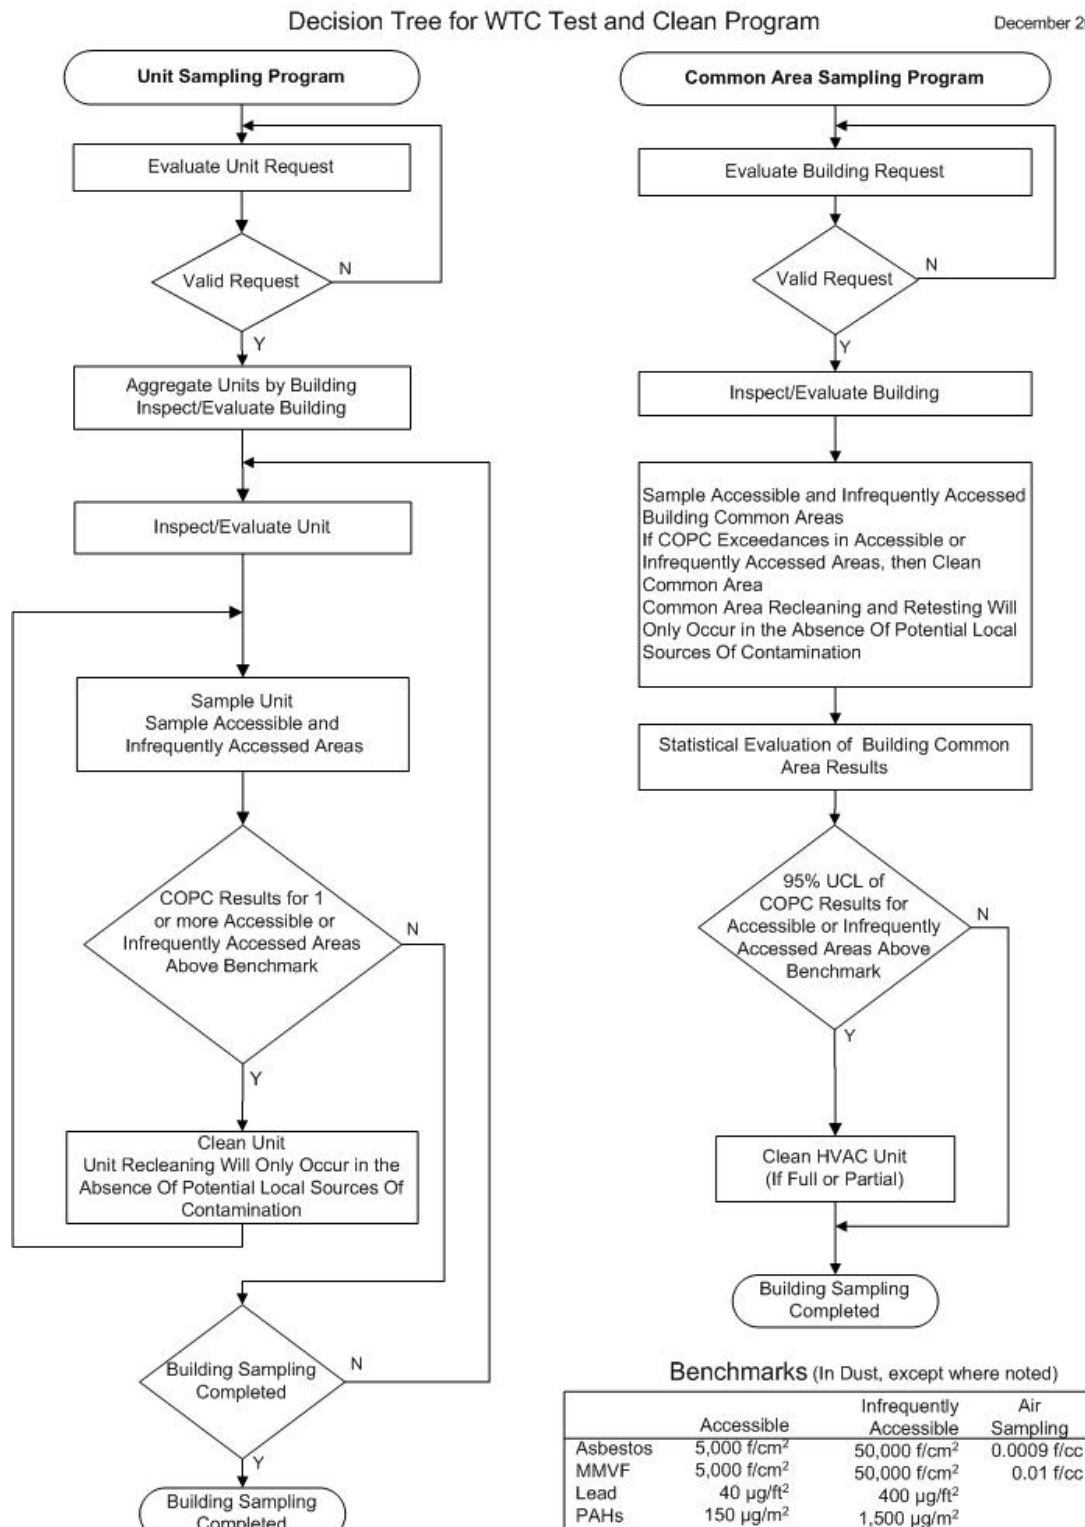 Decision Tree for WTC Test and Clean Program
December
Unit Sampling Program
Evaluate Unit Request
Valid Request
N
Y
Aggregate Units by Building
Inspect/Evaluate Building
Inspect/Evaluate Unit
Sample Unit
Sample Accessible and
Infrequently Accessed Areas
COPC Results for 1
or more Accessible or
Infrequently Accessed Areas
Above Benchmark
N
Y
Clean Unit
Unit Recleaning Will Only Occur in the
Absence Of Potential Local Sources Of
Contamination
Building Sampling
Completed
N
Y
Building Sampling
Completed
Common Area Sampling Program
Evaluate Building Request
Valid Request
N
Y
Inspect/Evaluate Building
Sample Accessible and Infrequently Accessed
Building Common Areas
If COPC Exceedances in Accessible or
Infrequently Accessed Areas, then Clean
Common Area
Common Area Recleaning and Retesting Will
Only Occur in the Absence Of Potential Local
Sources Of Contamination
Statistical Evaluation of Building Common
Area Results
95% UCL of
COPC Results for
Accessible or Infrequently
Accessed Areas Above
Benchmark
N
Y
Clean HVAC Unit
(If Full or Partial)
Building Sampling
Completed
Benchmarks (In Dust, except where noted)
Infrequently Air
Accessible Accessible Sampling
Asbestos 5,000 f/cm² 50,000 f/cm² 0.0009 f/cc
MMVF 5,000 f/cm² 50,000 f/cm² 0.01 f/cc
Lead 40 µg/ft² 400 µg/ft²
PAHs 150 µg/m² 1,500 µg/m²